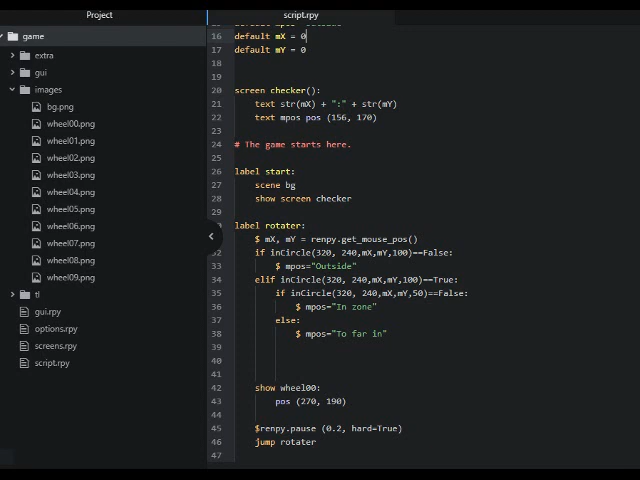 Project
script.rpy
game
extra
gui
images
bg.png
wheel00.png
wheel01.png
wheel02.png
wheel03.png
wheel04.png
wheel05.png
wheel06.png
wheel07.png
wheel08.png
wheel09.png
tl
gui.rpy
options.rpy
screens.rpy
script.rpy
16 default mX = 0
17 default mY = 0
18
19
20 screen checker():
21 text str(mX) + ":" + str(mY)
22 text mpos pos (156, 170)
23
24 # The game starts here.
25
26 label start:
27 scene bg
28 show screen checker
29
label rotater:
$ mX, mY = renpy.get_mouse_pos()
32 if inCircle(320, 240,mX,mY,100)==False:
33 $ mpos="Outside"
34 elif inCircle(320, 240,mX,mY,100)==True:
35 if inCircle(320, 240,mX,mY,50)==False:
36 $ mpos="In zone"
37 else:
38 $ mpos="To far in"
39
40
41
42 show wheel00:
43 pos (270, 190)
44
45 $renpy.pause (0.2, hard=True)
46 jump rotater
47